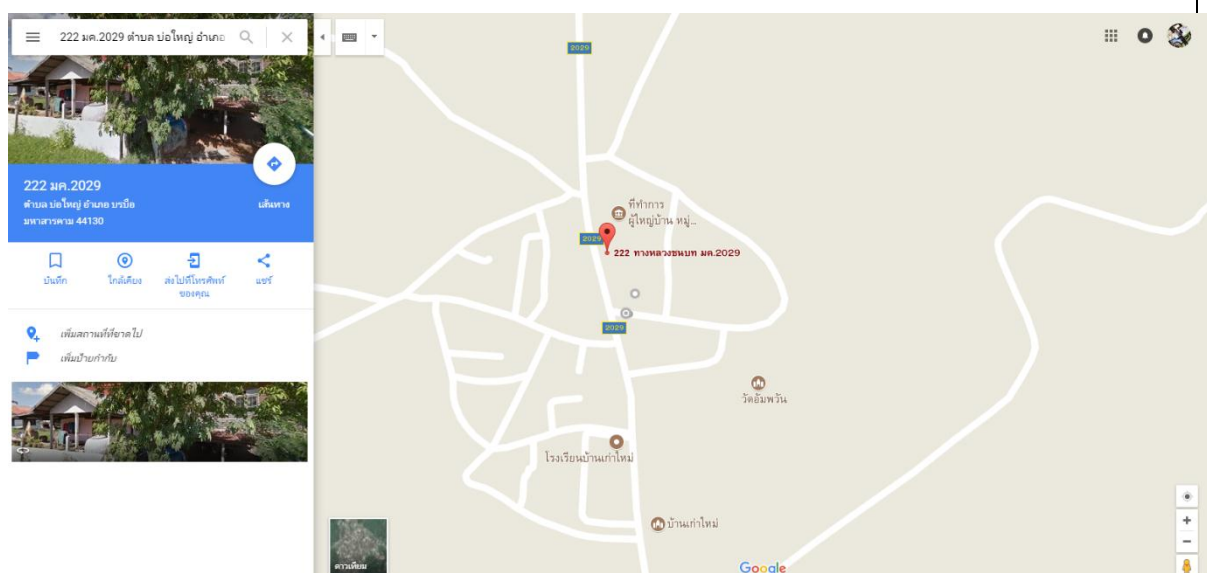 222 มค.2029 ตำบล บ่อใหญ่ อำเภอ
222 มค.2029
ตำบล บ่อใหญ่ อำเภอ บรบือ
มหาสารคาม 44130
เส้นทาง
บันทึก
ใกล้เคียง
ส่งไปที่โทรศัพท์
ของคุณ
แชร์
เพิ่มสถานที่ที่ขาดไป
เพิ่มป้ายกำกับ
2029
ที่ทำการ
ผู้ใหญ่บ้าน หมู่...
2029
222 ทางหลวงชนบท มค.2029
2029
วัดอัมพวัน
โรงเรียนบ้านเก่าใหม่
บ้านเก่าใหม่
ดาวเทียม
Google